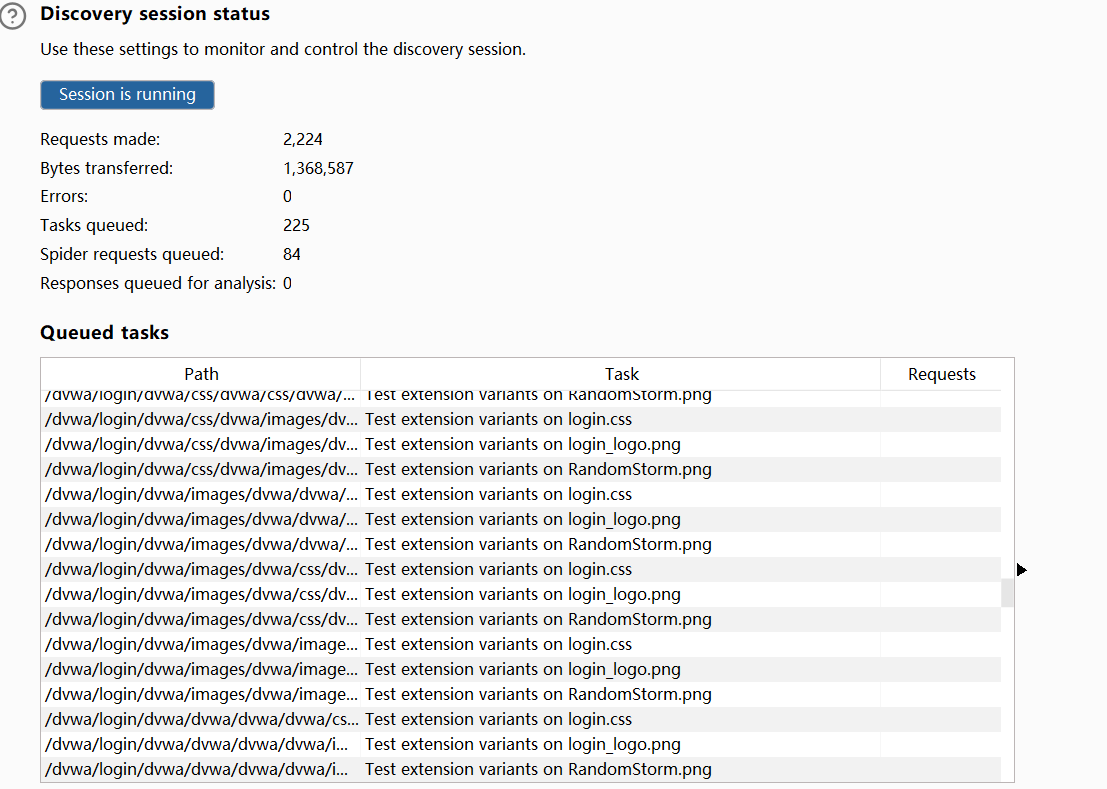 Discovery session status
Use these settings to monitor and control the discovery session.
Session is running
Requests made: 2,224
Bytes transferred: 1,368,587
Errors: 0
Tasks queued: 225
Spider requests queued: 84
Responses queued for analysis: 0
Queued tasks
Path Task Requests
/dvwa/login/dvwa/css/dvwa/css/dvwa/... Test extension variants on RandomStorm.png
/dvwa/login/dvwa/css/dvwa/images/dv... Test extension variants on login.css
/dvwa/login/dvwa/css/dvwa/images/dv... Test extension variants on login_logo.png
/dvwa/login/dvwa/css/dvwa/images/dv... Test extension variants on RandomStorm.png
/dvwa/login/dvwa/images/dvwa/dvwa/... Test extension variants on login.css
/dvwa/login/dvwa/images/dvwa/dvwa/... Test extension variants on login_logo.png
/dvwa/login/dvwa/images/dvwa/dvwa/... Test extension variants on RandomStorm.png
/dvwa/login/dvwa/images/dvwa/css/dv... Test extension variants on login.css
/dvwa/login/dvwa/images/dvwa/css/dv... Test extension variants on login_logo.png
/dvwa/login/dvwa/images/dvwa/css/dv... Test extension variants on RandomStorm.png
/dvwa/login/dvwa/images/dvwa/image... Test extension variants on login.css
/dvwa/login/dvwa/images/dvwa/image... Test extension variants on login_logo.png
/dvwa/login/dvwa/images/dvwa/image... Test extension variants on RandomStorm.png
/dvwa/login/dvwa/dvwa/dvwa/dvwa/cs... Test extension variants on login.css
/dvwa/login/dvwa/dvwa/dvwa/dvwa/i... Test extension variants on login_logo.png
/dvwa/login/dvwa/dvwa/dvwa/dvwa/i... Test extension variants on RandomStorm.png